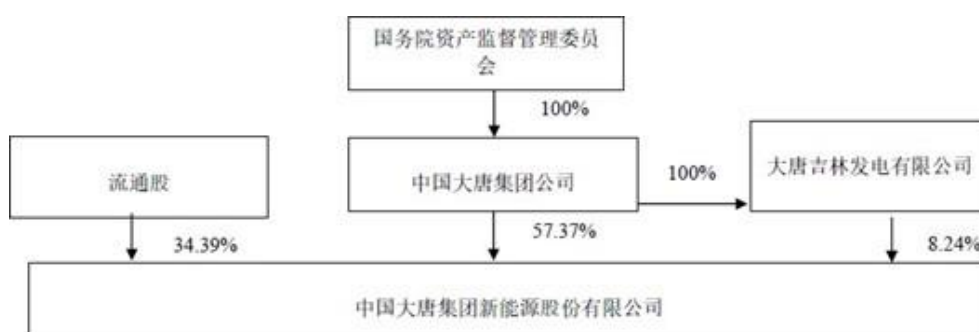 国务院资产监督管理委员
会
100%
流通股
中国大唐集团公司
100%
大唐吉林发电有限公司
34.39%
57.37%
8.24%
中国大唐集团新能源股份有限公司